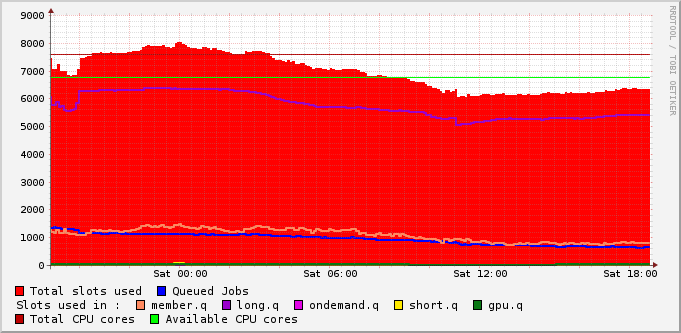 RRDTOOL / TOBI OETIKER
9000
8000
7000
6000
5000
4000
3000
2000
1000
0
Sat 00:00 Sat 06:00 Sat 12:00 Sat 18:00
Total slots used Queued Jobs
Slots used in : member.q long.q ondemand.q short.q gpu.q
Total CPU cores Available CPU cores